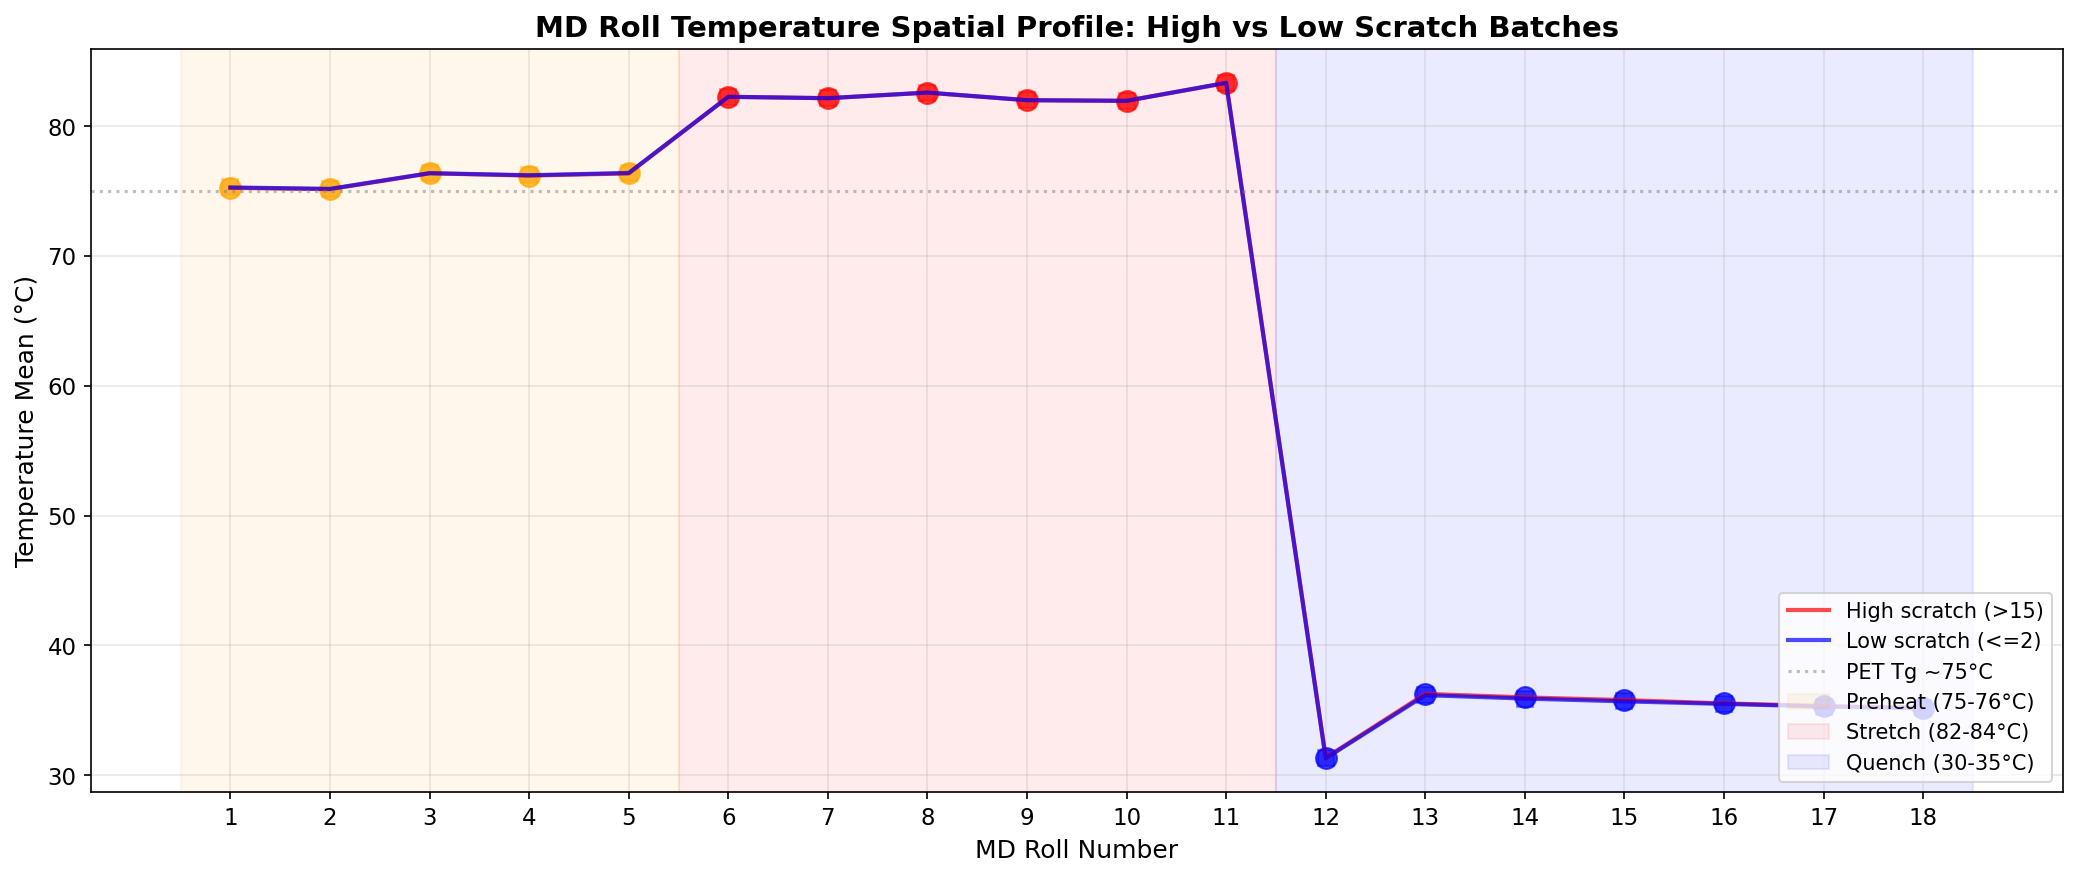 MD Roll Temperature Spatial Profile: High vs Low Scratch Batches
Temperature Mean (°C)
80
70
60
50
40
30
High scratch (>15)
Low scratch (<=2)
PET Tg ~75°C
Preheat (75-76°C)
Stretch (82-84°C)
Quench (30-35°C)
1 2 3 4 5 6 7 8 9 10 11 12 13 14 15 16 17 18
MD Roll Number